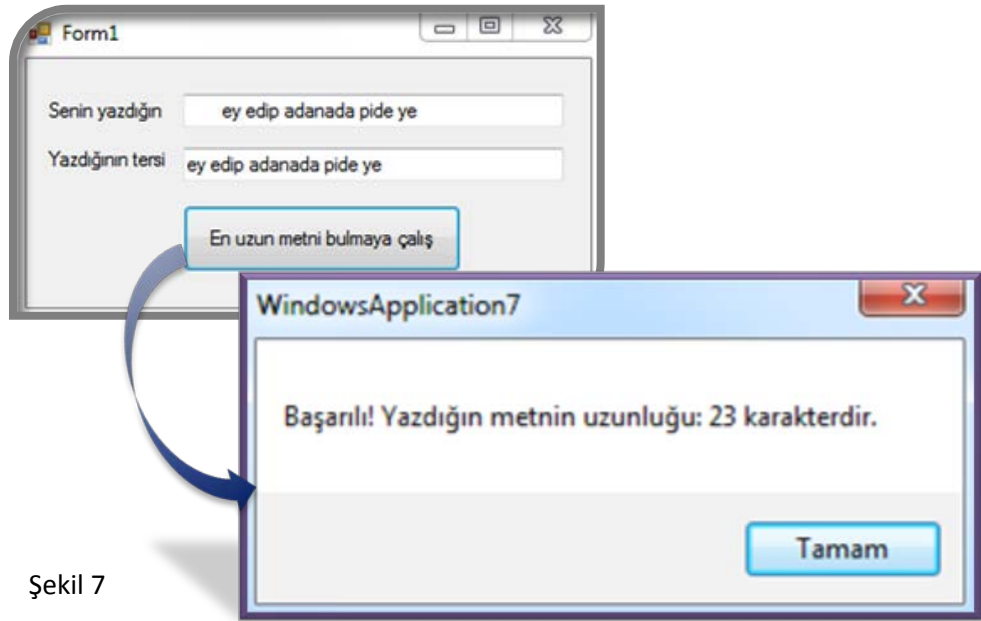 Form1
Senin yazdığın ey edip adanada pide ye
Yazdığının tersi ey edip adanada pide ye
En uzun metni bulmaya çalış
WindowsApplication7
Başarılı! Yazdığın metnin uzunluğu: 23 karakterdir.
Tamam
Şekil 7